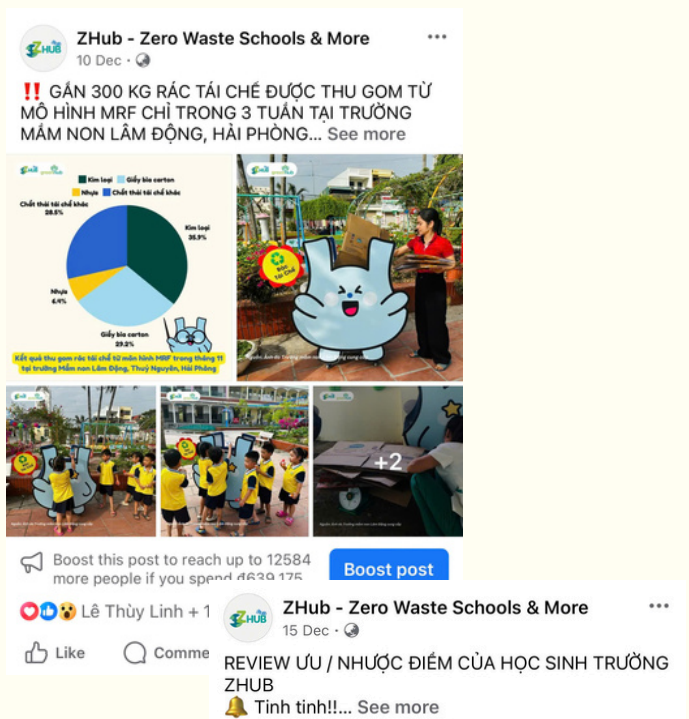 ZHub - Zero Waste Schools & More
10 Dec
‼ GẦN 300 KG RÁC TÁI CHẾ ĐƯỢC THU GOM TỪ
MÔ HÌNH MRF CHỈ TRONG 3 TUẦN TẠI TRƯỜNG
MẦM NON LÂM ĐỘNG, HẢI PHÒNG... See more
Kim loại
Giấy bìa carton
Nhựa
Chất thải tái chế khác
Chất thải tái chế khác
28.5%
Kim loại
35.9%
Nhựa
6.4%
Giấy bìa carton
29.2%
Kết quả thu gom rác tái chế từ môn hình MRF trong tháng 11
tại trường Mầm non Lâm Động, Thuỷ Nguyên, Hải Phòng
Rác
Tái Chế
+2
Boost this post to reach up to 12584
more people if you spend ₫639,175
Boost post
Lê Thùy Linh + 1
Like
Comme
ZHUB
ZHub - Zero Waste Schools & More
15 Dec
REVIEW ƯU / NHƯỢC ĐIỂM CỦA HỌC SINH TRƯỜNG
ZHUB
🔔 Tinh tinh!!... See more